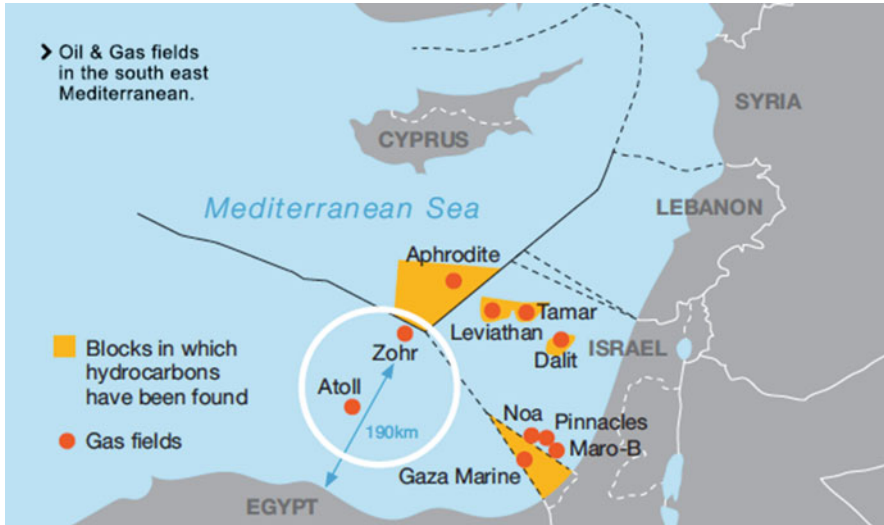 Oil & Gas fields
in the south east
Mediterranean.
SYRIA
CYPRUS
LEBANON
Mediterranean Sea
Aphrodite
Tamar
Leviathan
ISRAEL
Dalit
Zohr
Blocks in which
hydrocarbons
have been found
Atoll
Noa
Pinnacles
190km
Maro-B
Gas fields
Gaza Marine
EGYPT